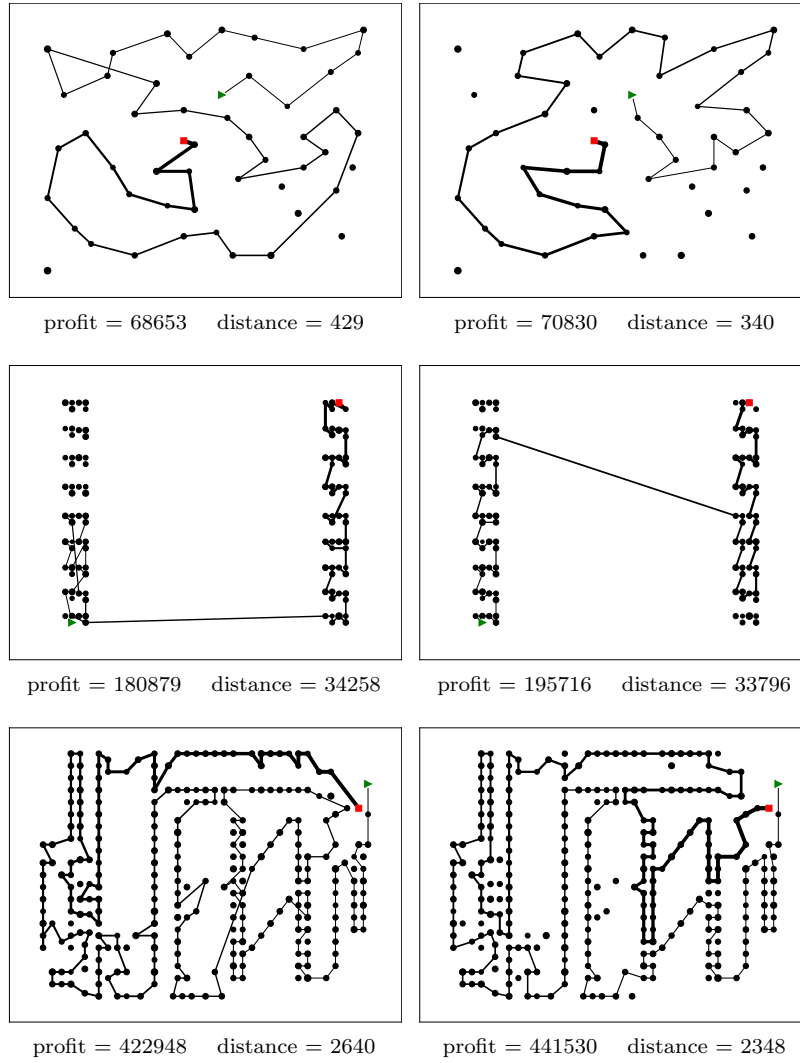 profit = 68653 distance = 429
profit = 70830 distance = 340
profit = 180879 distance = 34258
profit = 195716 distance = 33796
profit = 422948 distance = 2640
profit = 441530 distance = 2348